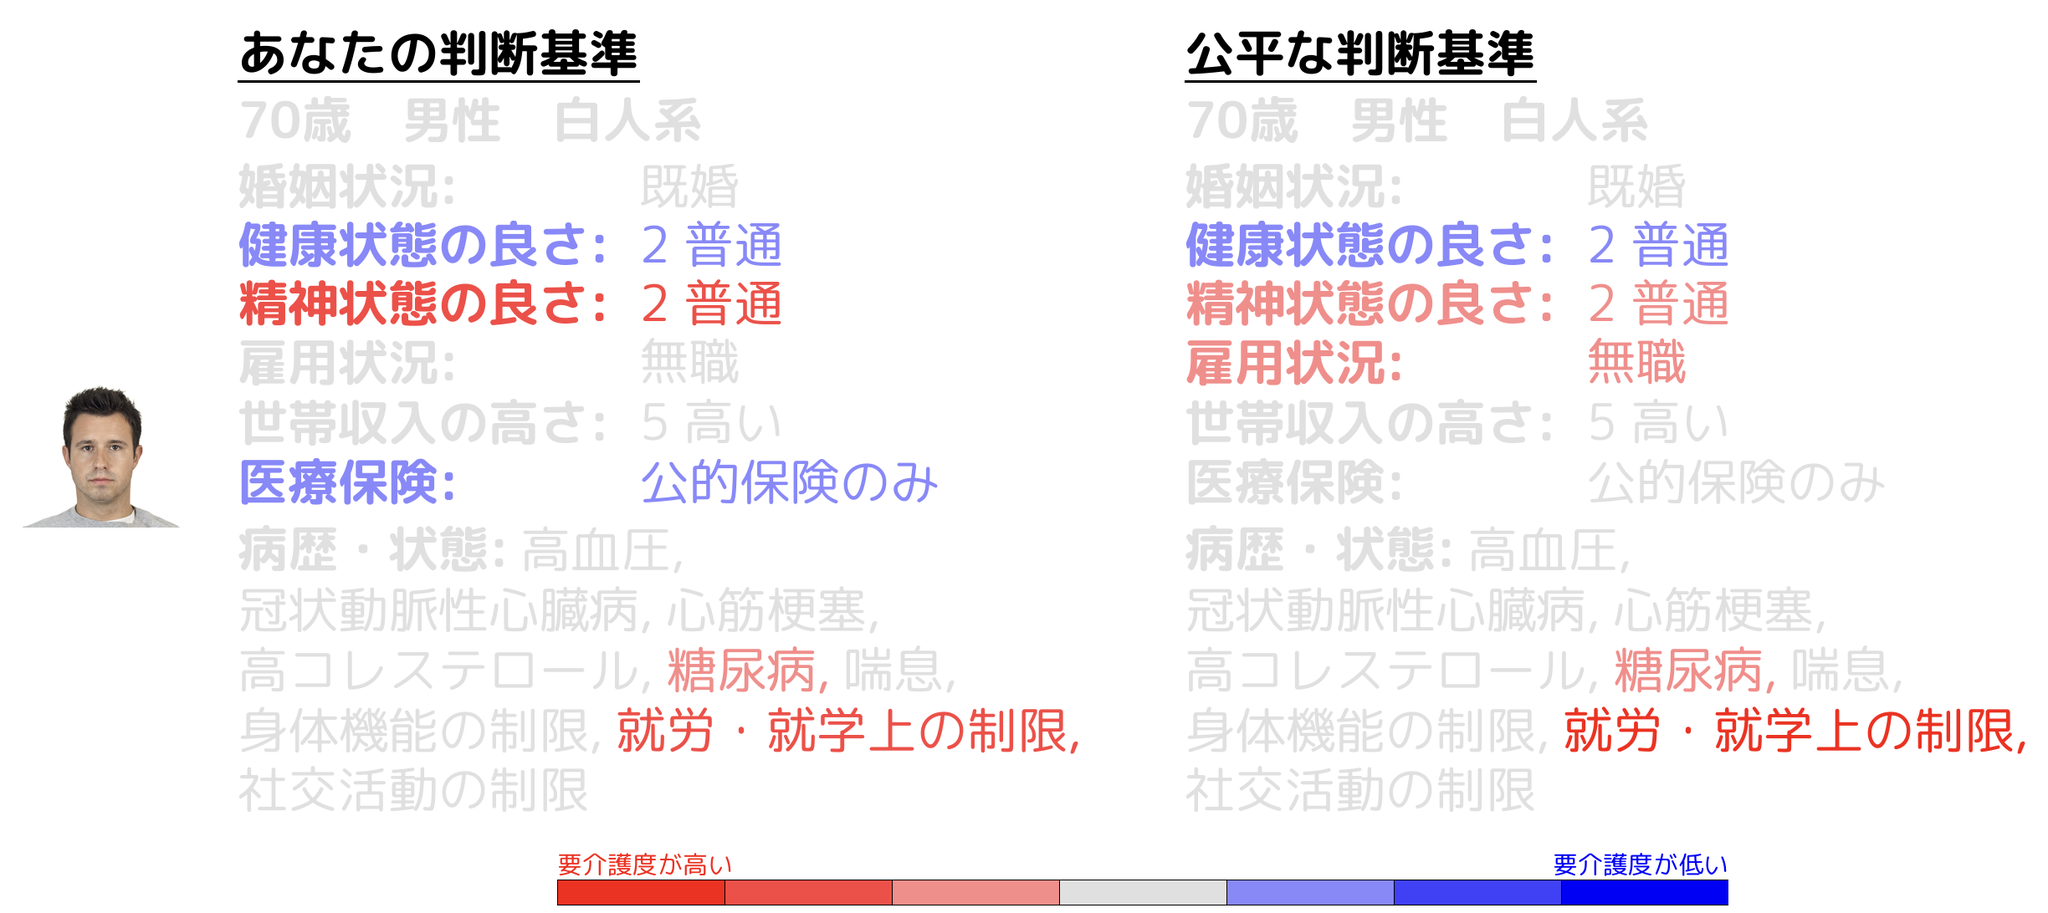 あなたの判断基準
70歳　男性　白人系
婚姻状況: 既婚
健康状態の良さ: 2 普通
精神状態の良さ: 2 普通
雇用状況: 無職
世帯収入の高さ: 5 高い
医療保険: 公的保険のみ
病歴・状態: 高血圧,
冠状動脈性心臓病, 心筋梗塞,
高コレステロール, 糖尿病, 喘息,
身体機能の制限, 就労・就学上の制限,
社交活動の制限
公平な判断基準
70歳　男性　白人系
婚姻状況: 既婚
健康状態の良さ: 2 普通
精神状態の良さ: 2 普通
雇用状況: 無職
世帯収入の高さ: 5 高い
医療保険: 公的保険のみ
病歴・状態: 高血圧,
冠状動脈性心臓病, 心筋梗塞,
高コレステロール, 糖尿病, 喘息,
身体機能の制限, 就労・就学上の制限,
社交活動の制限
要介護度が高い
要介護度が低い